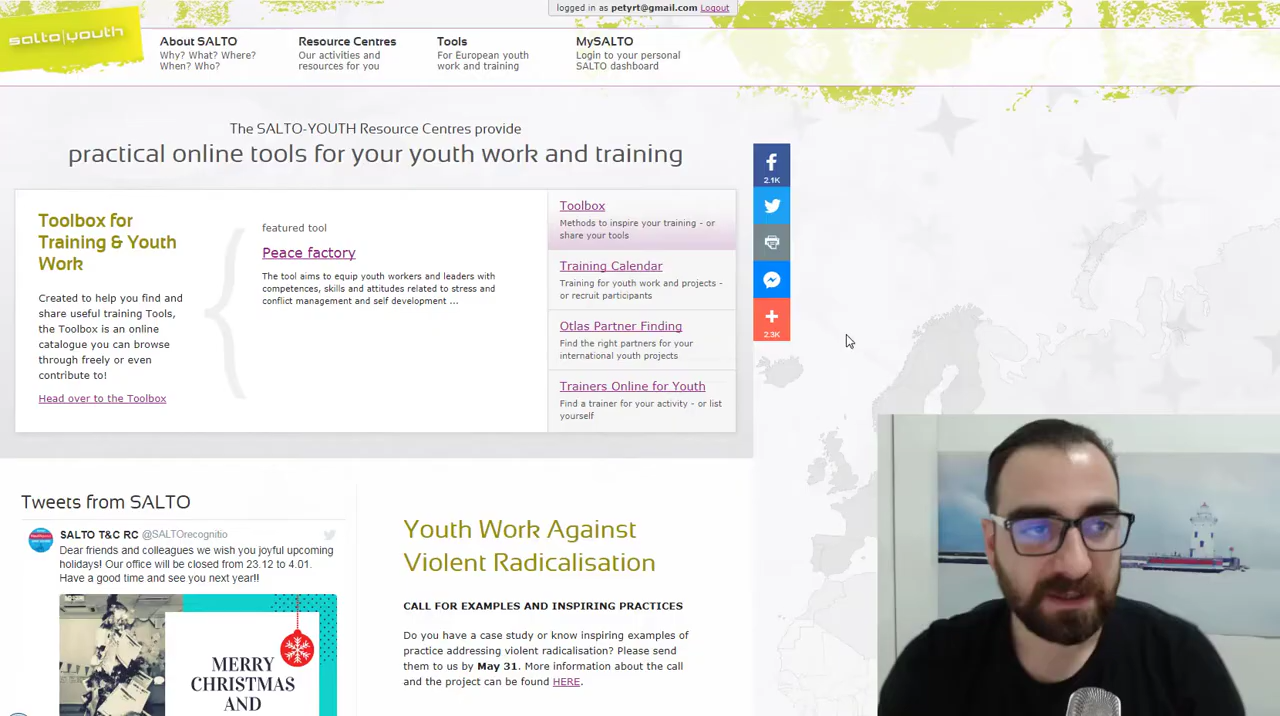 logged in as petyrt@gmail.com Logout
salto|youth
About SALTO
Why? What? Where?
When? Who?
Resource Centres
Our activities and
resources for you
Tools
For European youth
work and training
MySALTO
Login to your personal
SALTO dashboard
The SALTO-YOUTH Resource Centres provide
practical online tools for your youth work and training
Toolbox for
Training & Youth
Work
Created to help you find and
share useful training Tools,
the Toolbox is an online
catalogue you can browse
through freely or even
contribute to!
Head over to the Toolbox
featured tool
Peace factory
The tool aims to equip youth workers and leaders with
competences, skills and attitudes related to stress and
conflict management and self development ...
Toolbox
Methods to inspire your training - or
share your tools
Training Calendar
Training for youth work and projects -
or recruit participants
Otlas Partner Finding
Find the right partners for your
international youth projects
Trainers Online for Youth
Find a trainer for your activity - or list
yourself
2.1K
2.3K
Tweets from SALTO
SALTO T&C RC @SALTOrecognitio
Dear friends and colleagues we wish you joyful upcoming
holidays! Our office will be closed from 23.12 to 4.01.
Have a good time and see you next year!!
MERRY
CHRISTMAS
AND
Youth Work Against
Violent Radicalisation
CALL FOR EXAMPLES AND INSPIRING PRACTICES
Do you have a case study or know inspiring examples of
practice addressing violent radicalisation? Please send
them to us by May 31. More information about the call
and the project can be found HERE.